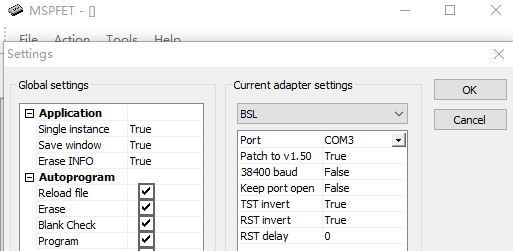 MSPFET - []
File Action Tools Help
Settings
Global settings
Application
Single instance True
Save window True
Erase INFO True
Autoprogram
Reload file
Erase
Blank Check
Program
Current adapter settings
BSL
Port COM3
Patch to v1.50 True
38400 baud False
Keep port open False
TST invert True
RST invert True
RST delay 0
OK
Cancel